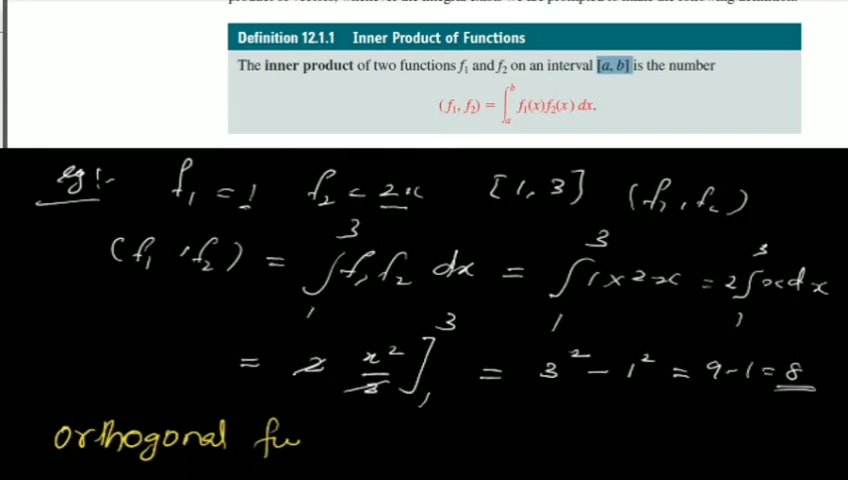 Definition 12.1.1 Inner Product of Functions
The inner product of two functions f₁ and f₂ on an interval [a, b] is the number
(f₁, f₂) = ∫ₐᵇ f₁(x)f₂(x) dx.
eg:- f₁ = 1 f₂ = 2x [1, 3] (f₁, f₂)
(f₁, f₂) = ∫₁³ f₁ f₂ dx = ∫₁³ 1 × 2x = 2∫₁³ x dx
= 2 x²/2 ]₁³ = 3² - 1² = 9-1 = 8
orthogonal fu